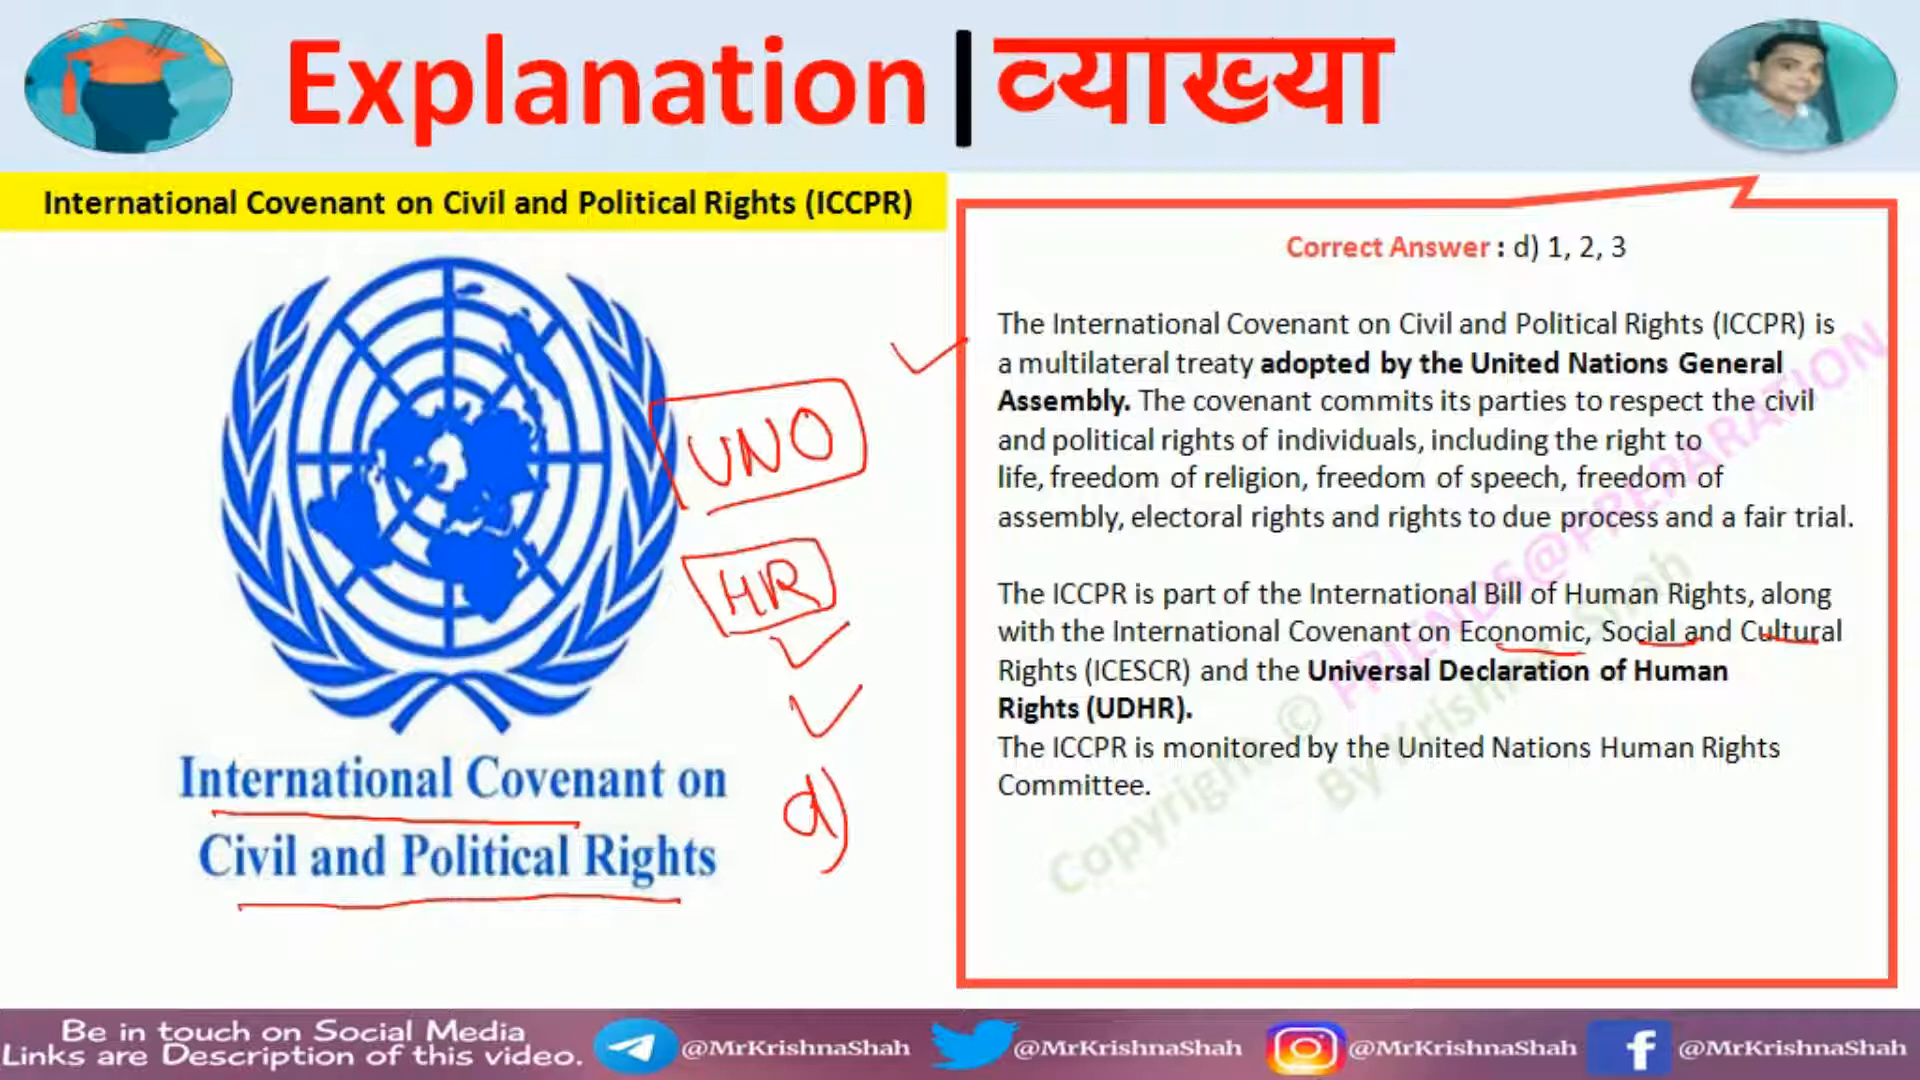 Explanation|व्याख्या
International Covenant on Civil and Political Rights (ICCPR)
UNO
HR
d)
International Covenant on
Civil and Political Rights
Correct Answer : d) 1, 2, 3
The International Covenant on Civil and Political Rights (ICCPR) is
a multilateral treaty adopted by the United Nations General
Assembly. The covenant commits its parties to respect the civil
and political rights of individuals, including the right to
life, freedom of religion, freedom of speech, freedom of
assembly, electoral rights and rights to due process and a fair trial.
The ICCPR is part of the International Bill of Human Rights, along
with the International Covenant on Economic, Social and Cultural
Rights (ICESCR) and the Universal Declaration of Human
Rights (UDHR).
The ICCPR is monitored by the United Nations Human Rights
Committee.
Copyright © FRIENDS@PREPARATION
By Krishna Shah
Be in touch on Social Media
Links are Description of this video.
@MrKrishnaShah
@MrKrishnaShah
@MrKrishnaShah
@MrKrishnaShah